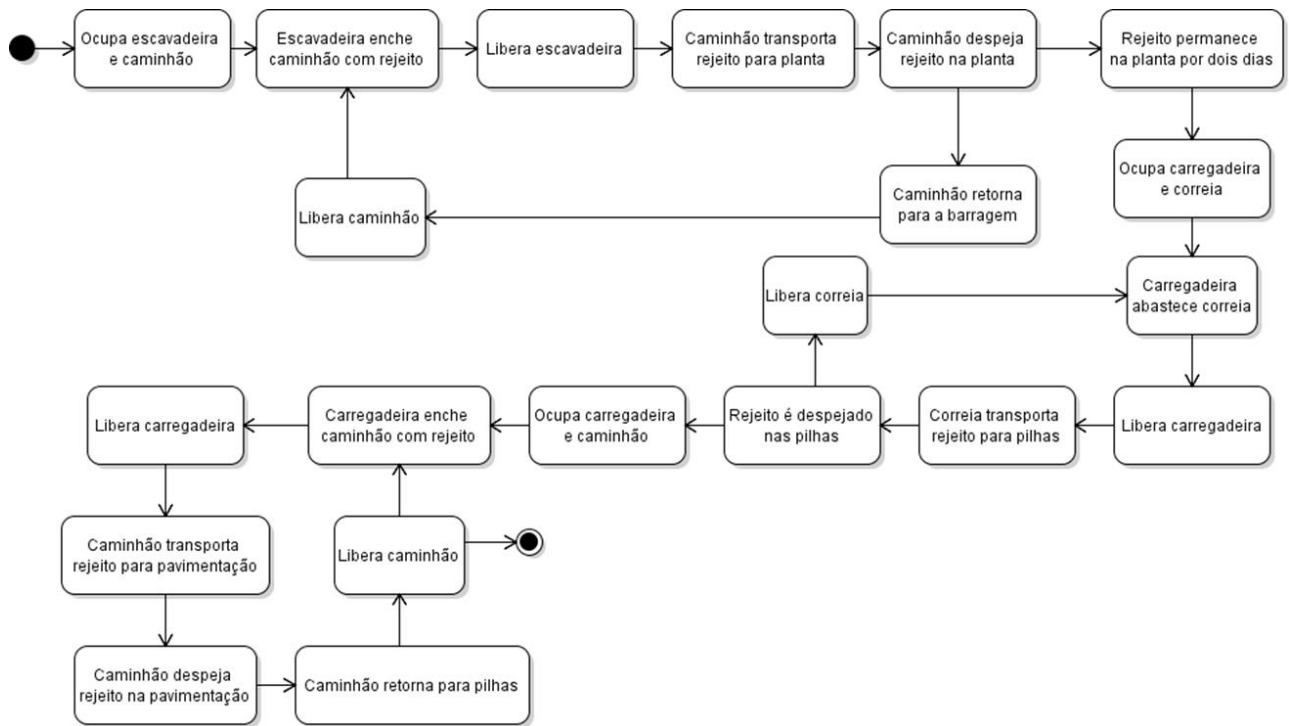 Ocupa escavadeira
e caminhão
Escavadeira enche
caminhão com rejeito
Libera escavadeira
Caminhão transporta
rejeito para planta
Caminhão despeja
rejeito na planta
Rejeito permanece
na planta por dois dias
Ocupa carregadeira
e correia
Caminhão retorna
para a barragem
Libera caminhão
Libera correia
Carregadeira
abastece correia
Libera carregadeira
Correia transporta
rejeito para pilhas
Rejeito é despejado
nas pilhas
Ocupa carregadeira
e caminhão
Carregadeira enche
caminhão com rejeito
Libera carregadeira
Caminhão transporta
rejeito para pavimentação
Caminhão despeja
rejeito na pavimentação
Caminhão retorna para pilhas
Libera caminhão